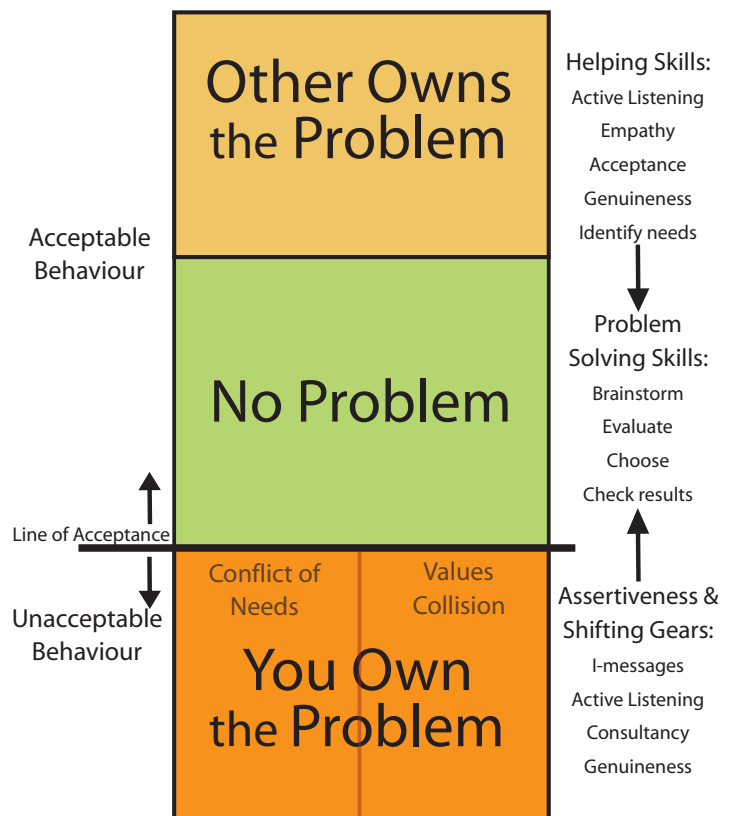 Other Owns
the Problem
Helping Skills:
Active Listening
Empathy
Acceptance
Genuineness
Identify needs
Acceptable
Behaviour
No Problem
Problem
Solving Skills:
Brainstorm
Evaluate
Choose
Check results
Line of Acceptance
Unacceptable
Behaviour
Conflict of
Needs
Values
Collision
You Own
the Problem
Assertiveness &
Shifting Gears:
I-messages
Active Listening
Consultancy
Genuineness